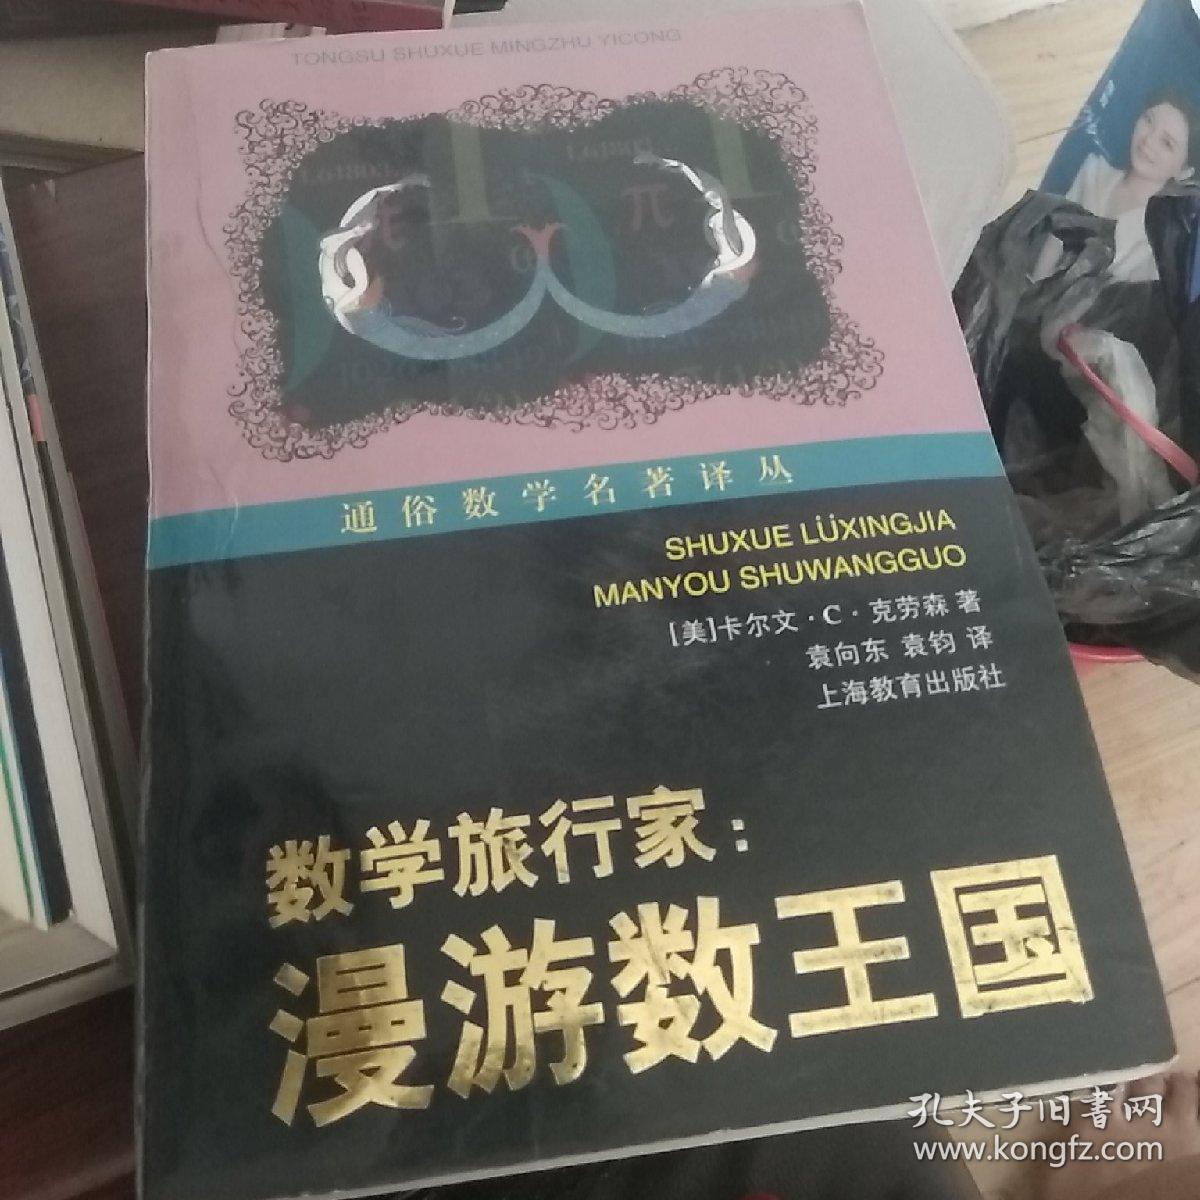 TONGSU SHUXUE MINGZHU YICONG
通俗数学名著译丛
SHUXUE LÜXINGJIA
MANYOU SHUWANGGUO
[美]卡尔文·C·克劳森 著
袁向东 袁钧 译
上海教育出版社
数学旅行家：
漫游数王国
孔夫子旧書网
www.kongfz.com